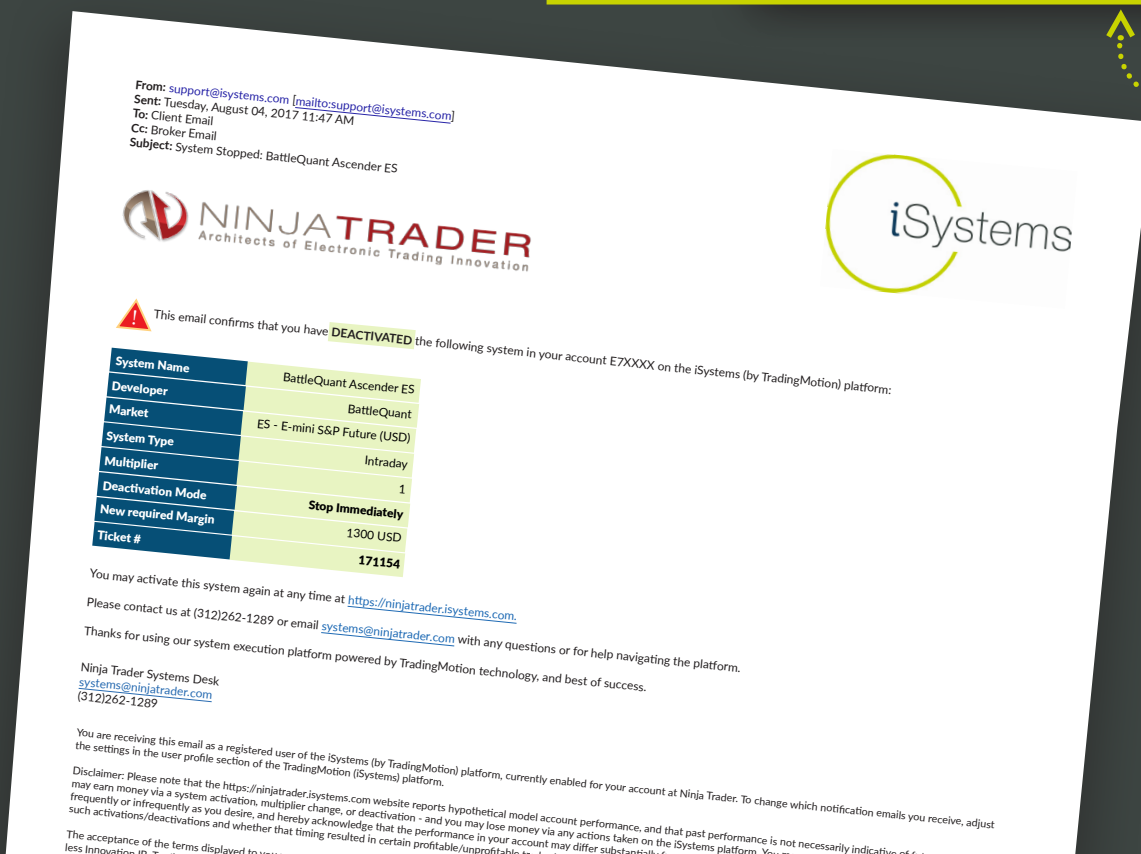 From: support@isystems.com [mailto:support@isystems.com]
Sent: Tuesday, August 04, 2017 11:47 AM
To: Client Email
Cc: Broker Email
Subject: System Stopped: BattleQuant Ascender ES
NINJATRADER
Architects of Electronic Trading Innovation
iSystems
This email confirms that you have DEACTIVATED the following system in your account E7XXXX on the iSystems (by TradingMotion) platform:
System Name BattleQuant Ascender ES
Developer BattleQuant
Market ES - E-mini S&P Future (USD)
System Type Intraday
Multiplier 1
Deactivation Mode Stop Immediately
New required Margin 1300 USD
Ticket # 171154
You may activate this system again at any time at https://ninjatrader.isystems.com.
Please contact us at (312)262-1289 or email systems@ninjatrader.com with any questions or for help navigating the platform.
Thanks for using our system execution platform powered by TradingMotion technology, and best of success.
Ninja Trader Systems Desk
systems@ninjatrader.com
(312)262-1289
You are receiving this email as a registered user of the iSystems (by TradingMotion) platform, currently enabled for your account at Ninja Trader. To change which notification emails you receive, adjust
the settings in the user profile section of the TradingMotion (iSystems) platform.
Disclaimer: Please note that the https://ninjatrader.isystems.com website reports hypothetical model account performance, and that past performance is not necessarily indicative of
may earn money via a system activation, multiplier change, or deactivation - and you may lose money via any actions taken on the iSystems platform. You
frequently or infrequently as you desire, and hereby acknowledge that the performance in your account may differ substantially
such activations/deactivations and whether that timing resulted in certain profitable/unprofitable
The acceptance of the terms displayed to
less Innovation IP